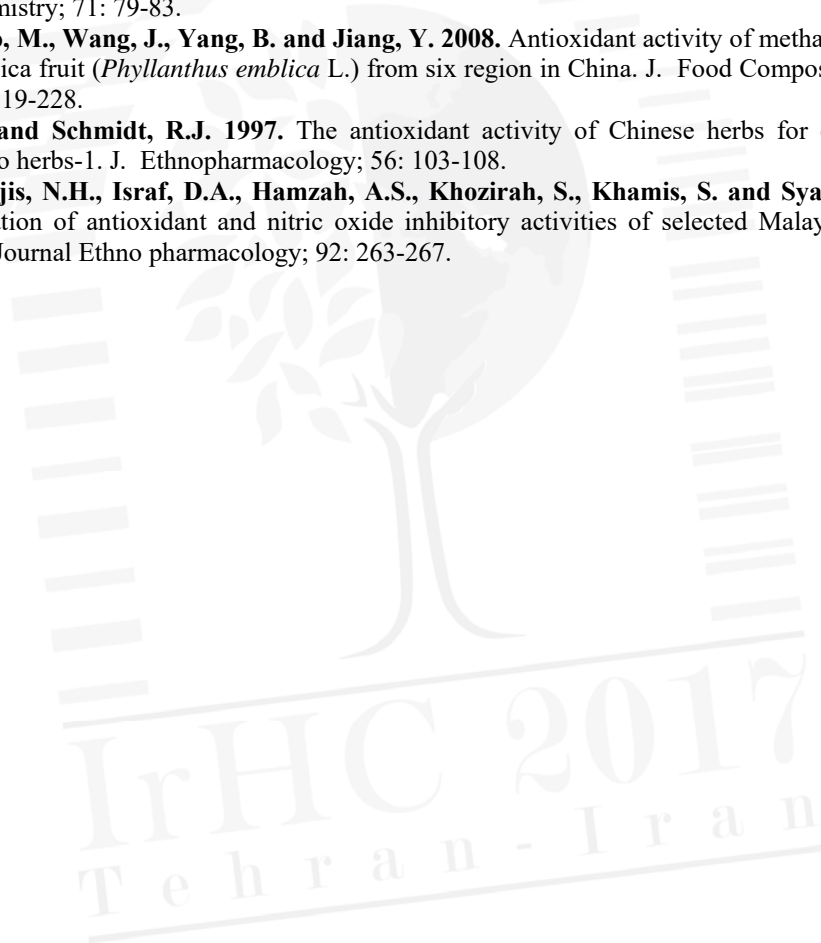 mistry; 71: 79-83.
, M., Wang, J., Yang, B. and Jiang, Y. 2008. Antioxidant activity of metha
ica fruit (Phyllanthus emblica L.) from six region in China. J. Food Compos
19-228.
and Schmidt, R.J. 1997. The antioxidant activity of Chinese herbs for
o herbs-1. J. Ethnopharmacology; 56: 103-108.
jis, N.H., Israf, D.A., Hamzah, A.S., Khozirah, S., Khamis, S. and Sya
tion of antioxidant and nitric oxide inhibitory activities of selected Malay
Journal Ethno pharmacology; 92: 263-267.
IrHC 2017
Tehran - Iran